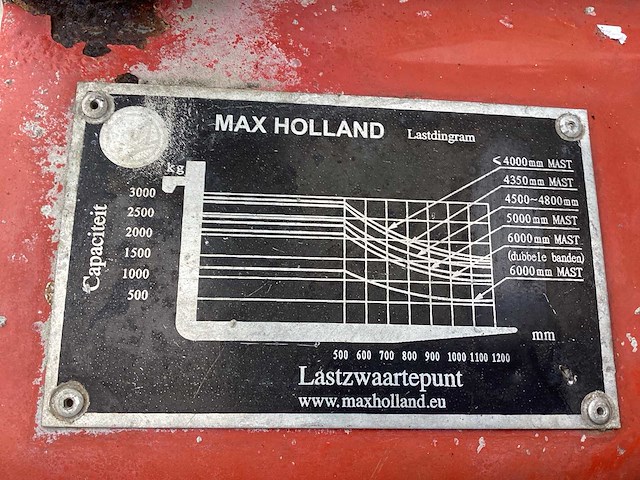 MAX HOLLAND Lastdingram
kg
Capaciteit
3000
2500
2000
1500
1000
500
≤4000mm MAST
4350mm MAST
4500~4800mm
5000mm MAST
6000mm MAST
(dubbele banden)
6000mm MAST
mm
500 600 700 800 900 1000 1100 1200
Lastzwaartepunt
www.maxholland.eu